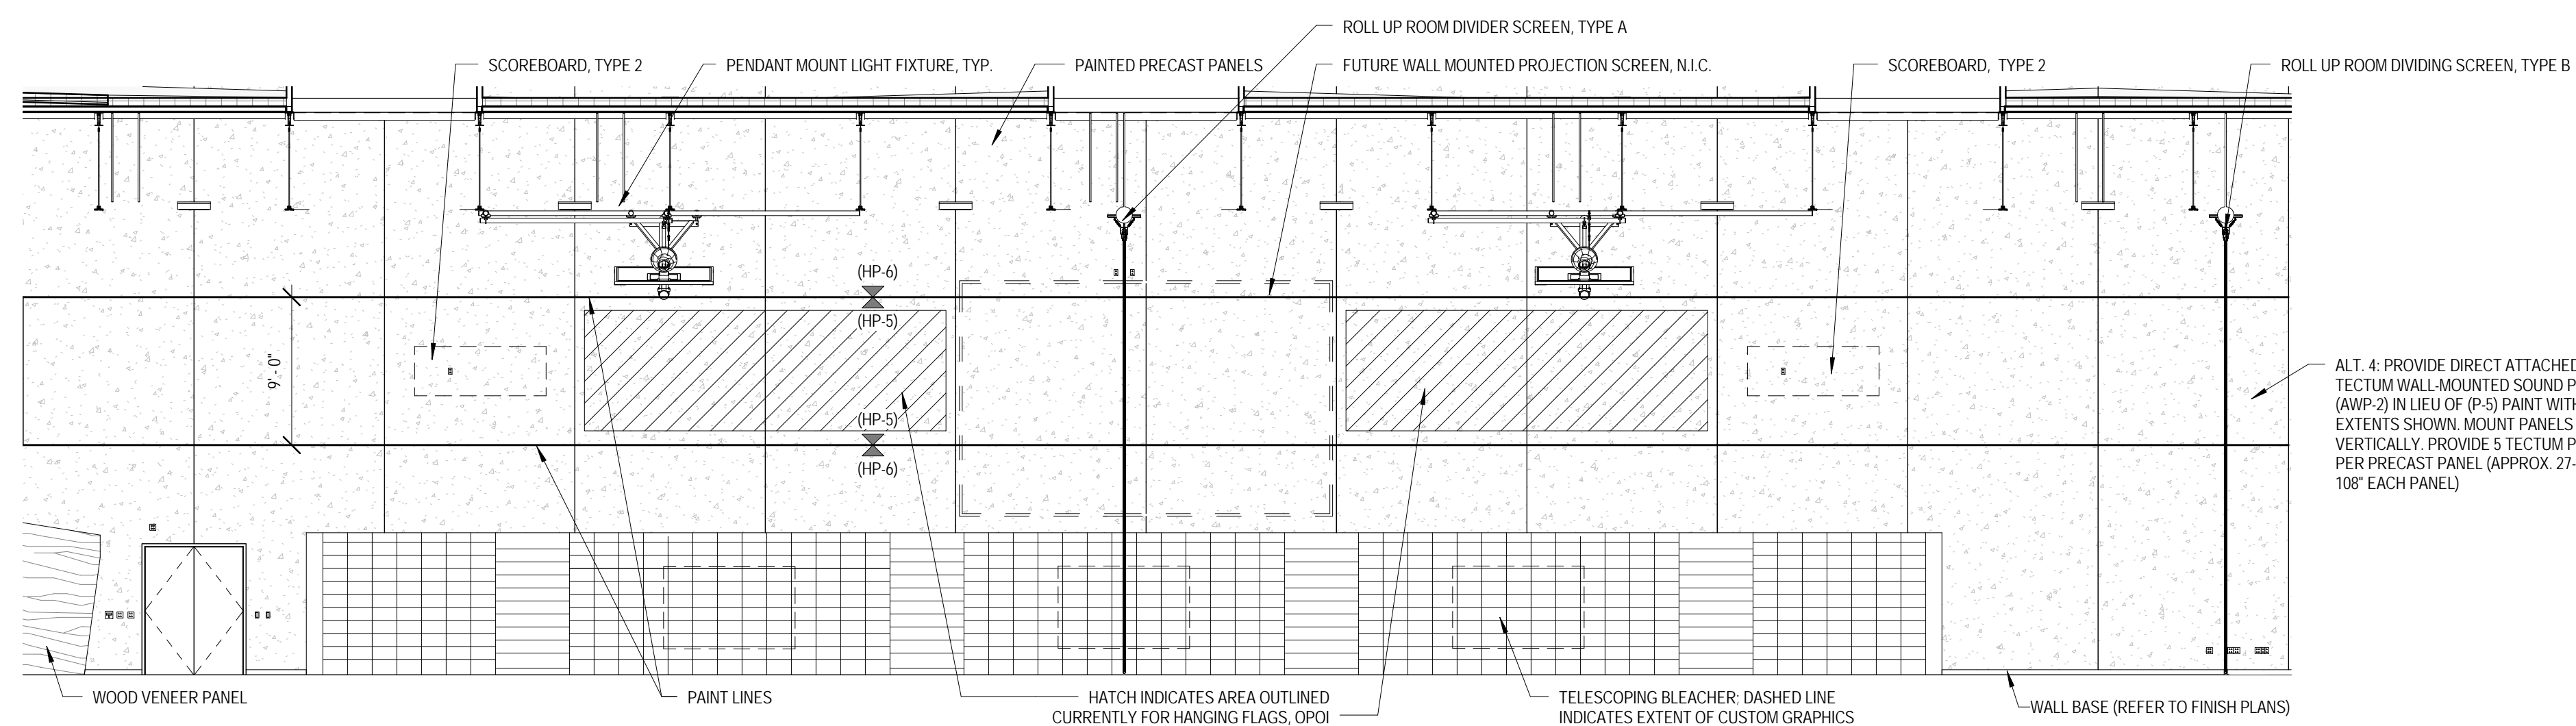 ROLL UP ROOM DIVIDER SCREEN, TYPE A
SCOREBOARD, TYPE 2
PENDANT MOUNT LIGHT FIXTURE, TYP.
PAINTED PRECAST PANELS
FUTURE WALL MOUNTED PROJECTION SCREEN, N.I.C.
SCOREBOARD, TYPE 2
ROLL UP ROOM DIVIDING SCREEN, TYPE B
(HP-6)
(HP-5)
9' - 0"
(HP-5)
(HP-6)
ALT. 4: PROVIDE DIRECT ATTACHED
TECTUM WALL-MOUNTED SOUND P
(AWP-2) IN LIEU OF (P-5) PAINT WITH
EXTENTS SHOWN. MOUNT PANELS
VERTICALLY. PROVIDE 5 TECTUM P
PER PRECAST PANEL (APPROX. 27-
108" EACH PANEL)
WOOD VENEER PANEL
PAINT LINES
HATCH INDICATES AREA OUTLINED
CURRENTLY FOR HANGING FLAGS, OPOI
TELESCOPING BLEACHER; DASHED LINE
INDICATES EXTENT OF CUSTOM GRAPHICS
WALL BASE (REFER TO FINISH PLANS)